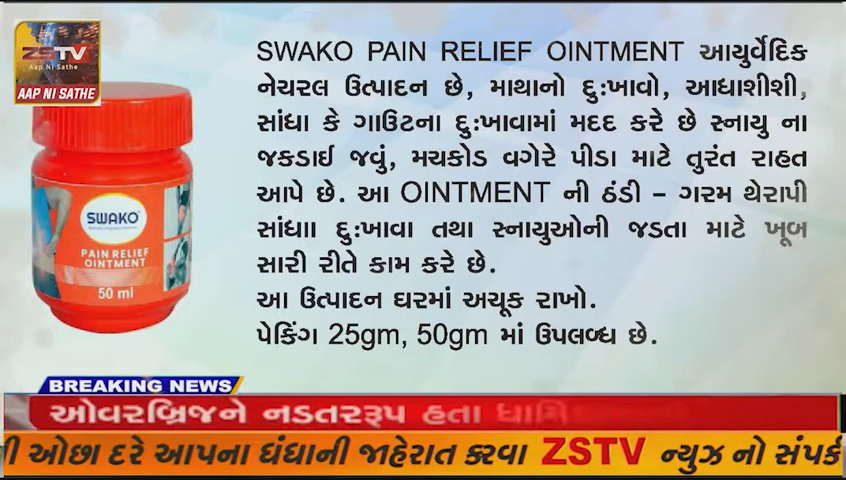 ZSTV
Aap Ni Sathe
AAP NI SATHE
SWAKO PAIN RELIEF OINTMENT આયુર્વેદિક
નેચરલ ઉત્પાદન છે, માથાનો દુઃખાવો, આધાશીશી,
સાંધા કે ગાઉટના દુઃખાવામાં મદદ કરે છે સ્નાયુ ના
જકડાઈ જવું, મચકોડ વગેરે પીડા માટે તુરંત રાહત
આપે છે. આ OINTMENT ની ઠંડી – ગરમ થેરાપી
સાંધાા દુઃખાવા તથા સ્નાયુઓની જડતા માટે ખૂબ
સારી રીતે કામ કરે છે.
આ ઉત્પાદન ઘરમાં અચૂક રાખો.
પેકિંગ 25gm, 50gm માં ઉપલબ્ધ છે.
SWAKO
PAIN RELIEF
OINTMENT
50 ml
BREAKING NEWS
ઓવરબ્રિજને નડતરરૂપ હતા
ઓછા દરે આપના ધંધાની જાહેરાત કરવા ZSTV ન્યુઝ નો સંપર્ક